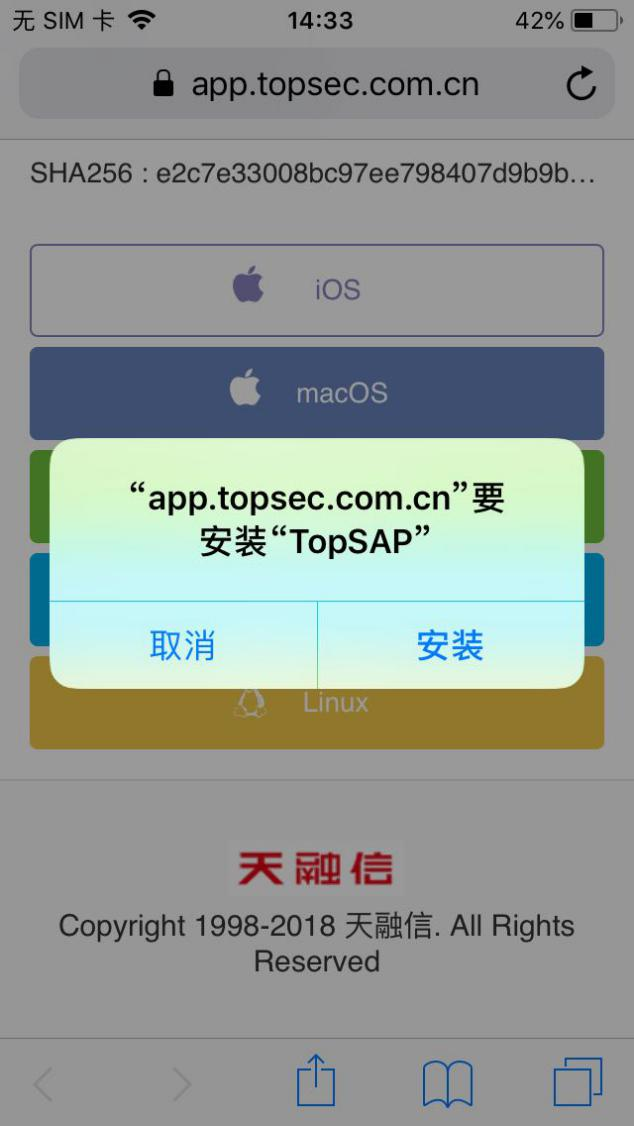 无 SIM 卡 14:33 42%
app.topsec.com.cn
SHA256 : e2c7e33008bc97ee798407d9b9b...
iOS
macOS
“app.topsec.com.cn”要
安装“TopSAP”
取消 安装
Linux
天融信
Copyright 1998-2018 天融信. All Rights
Reserved